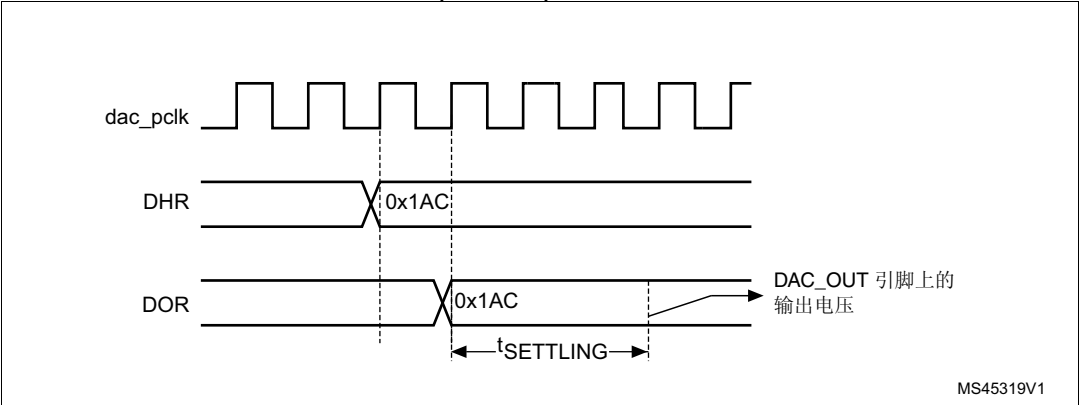 dac_pclk
DHR
0x1AC
DOR
0x1AC
DAC_OUT 引脚上的
输出电压
tSETTLING
MS45319V1